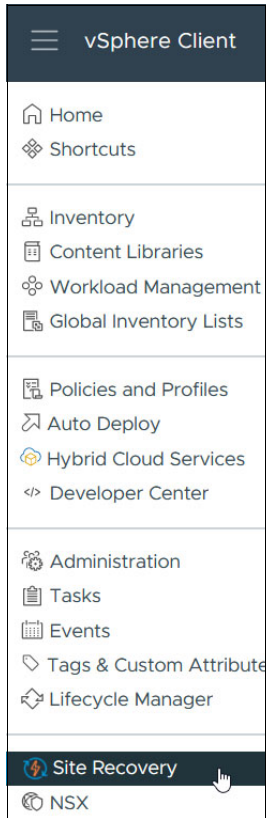 vSphere Client
Home
Shortcuts
Inventory
Content Libraries
Workload Management
Global Inventory Lists
Policies and Profiles
Auto Deploy
Hybrid Cloud Services
Developer Center
Administration
Tasks
Events
Tags & Custom Attribute
Lifecycle Manager
Site Recovery
NSX